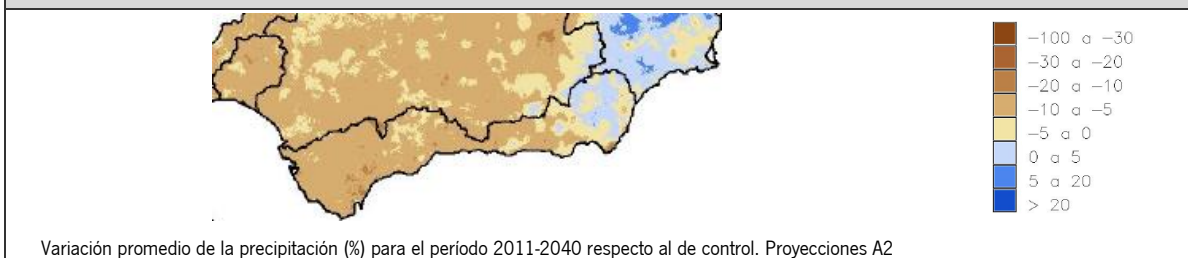 −100 a −30
−30 a −20
−20 a −10
−10 a −5
−5 a 0
0 a 5
5 a 20
> 20
Variación promedio de la precipitación (%) para el período 2011-2040 respecto al de control. Proyecciones A2